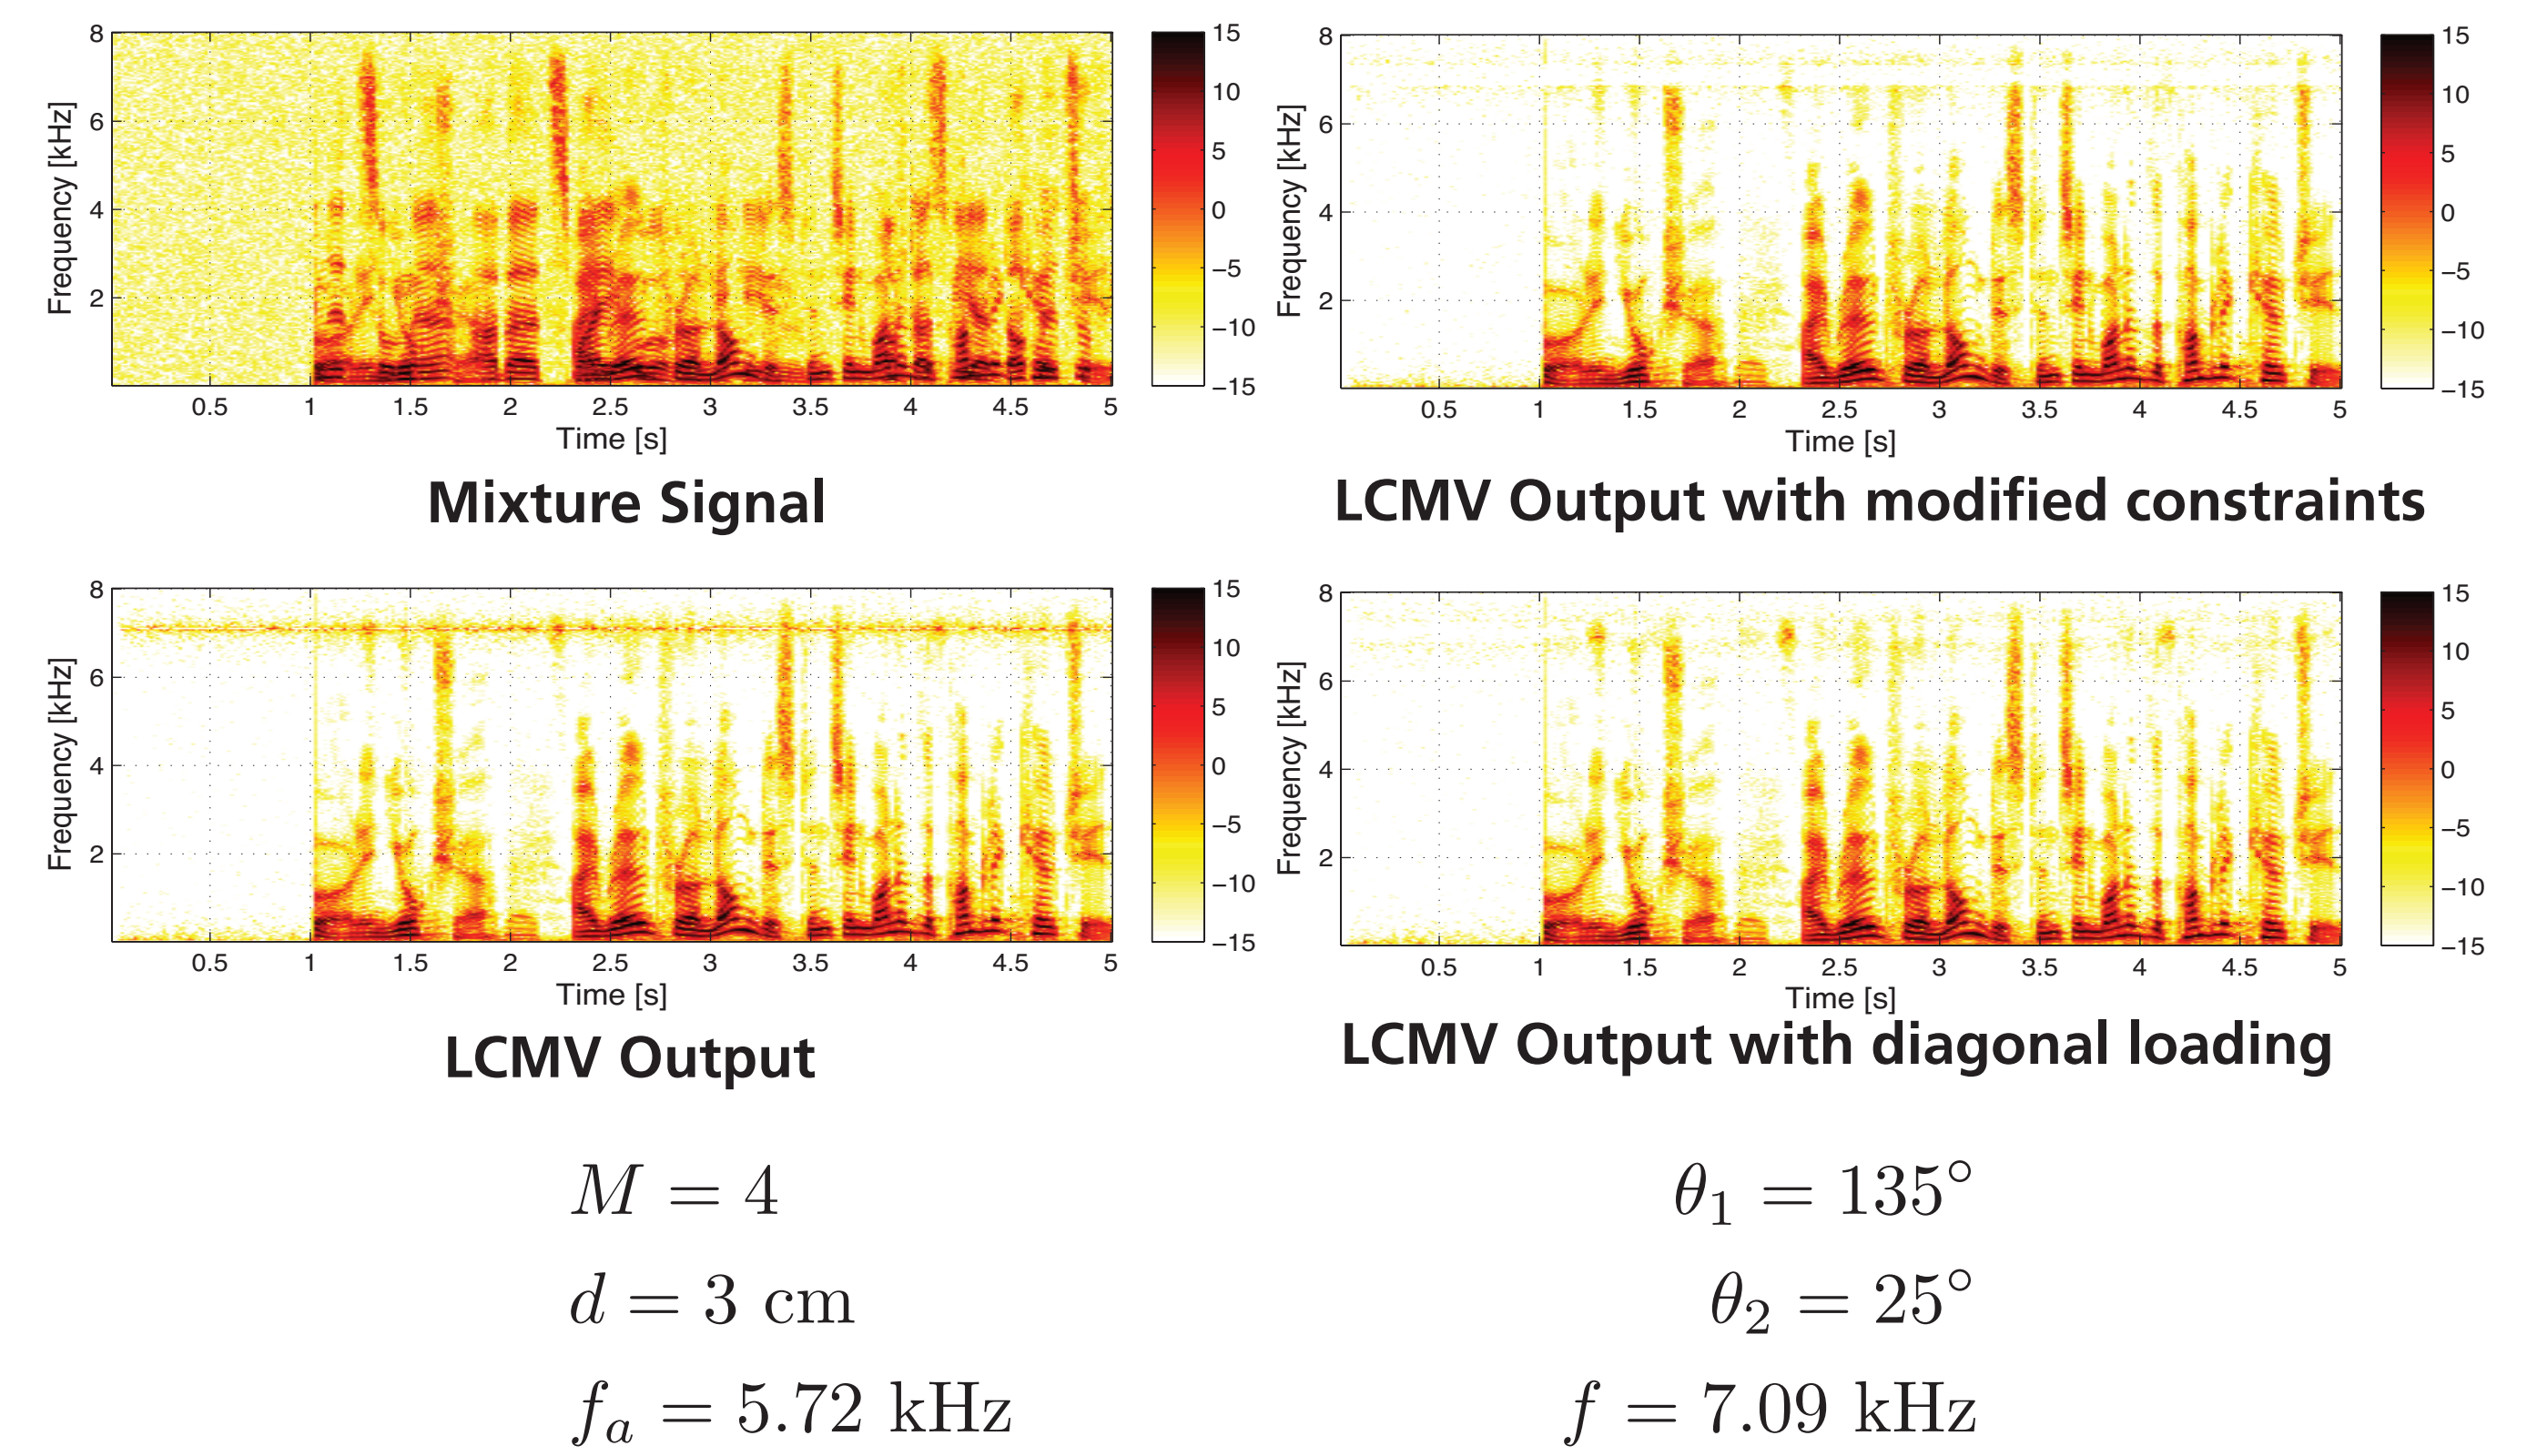 8
6
4
2
Frequency [kHz]
0.5 1 1.5 2 2.5 3 3.5 4 4.5 5
Time [s]
15
10
5
0
−5
−10
−15
Mixture Signal
8
6
4
2
Frequency [kHz]
0.5 1 1.5 2 2.5 3 3.5 4 4.5 5
Time [s]
15
10
5
0
−5
−10
−15
LCMV Output with modified constraints
8
6
4
2
Frequency [kHz]
0.5 1 1.5 2 2.5 3 3.5 4 4.5 5
Time [s]
15
10
5
0
−5
−10
−15
LCMV Output
8
6
4
2
Frequency [kHz]
0.5 1 1.5 2 2.5 3 3.5 4 4.5 5
Time [s]
15
10
5
0
−5
−10
−15
LCMV Output with diagonal loading
M = 4
d = 3 cm
fₐ = 5.72 kHz
θ₁ = 135°
θ₂ = 25°
f = 7.09 kHz